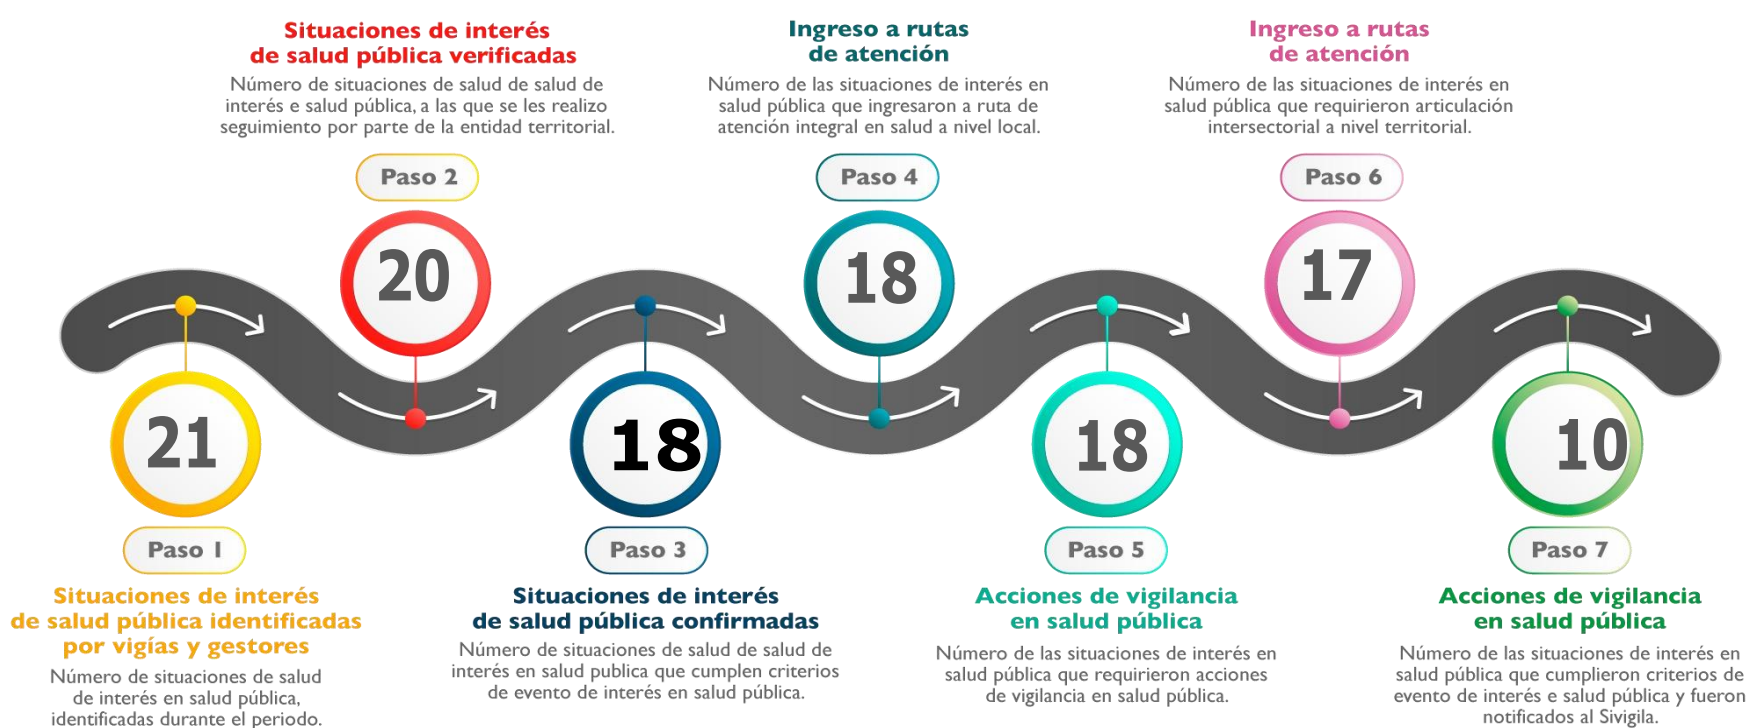 Situaciones de interés
de salud pública verificadas
Número de situaciones de salud de salud de
interés e salud pública, a las que se les realizo
seguimiento por parte de la entidad territorial.
Paso 2
20
Ingreso a rutas
de atención
Número de las situaciones de interés en
salud pública que ingresaron a ruta de
atención integral en salud a nivel local.
Paso 4
18
Ingreso a rutas
de atención
Número de las situaciones de interés en
salud pública que requirieron articulación
intersectorial a nivel territorial.
Paso 6
17
21
Paso 1
Situaciones de interés
de salud pública identificadas
por vigías y gestores
Número de situaciones de salud
de interés en salud pública,
identificadas durante el periodo.
18
Paso 3
Situaciones de interés
de salud pública confirmadas
Número de situaciones de salud de salud de
interés en salud publica que cumplen criterios
de evento de interés en salud pública.
18
Paso 5
Acciones de vigilancia
en salud pública
Número de las situaciones de interés en
salud pública que requirieron acciones
de vigilancia en salud pública.
10
Paso 7
Acciones de vigilancia
en salud pública
Número de las situaciones de interés en
salud pública que cumplieron criterios de
evento de interés e salud pública y fueron
notificados al Sivigila.